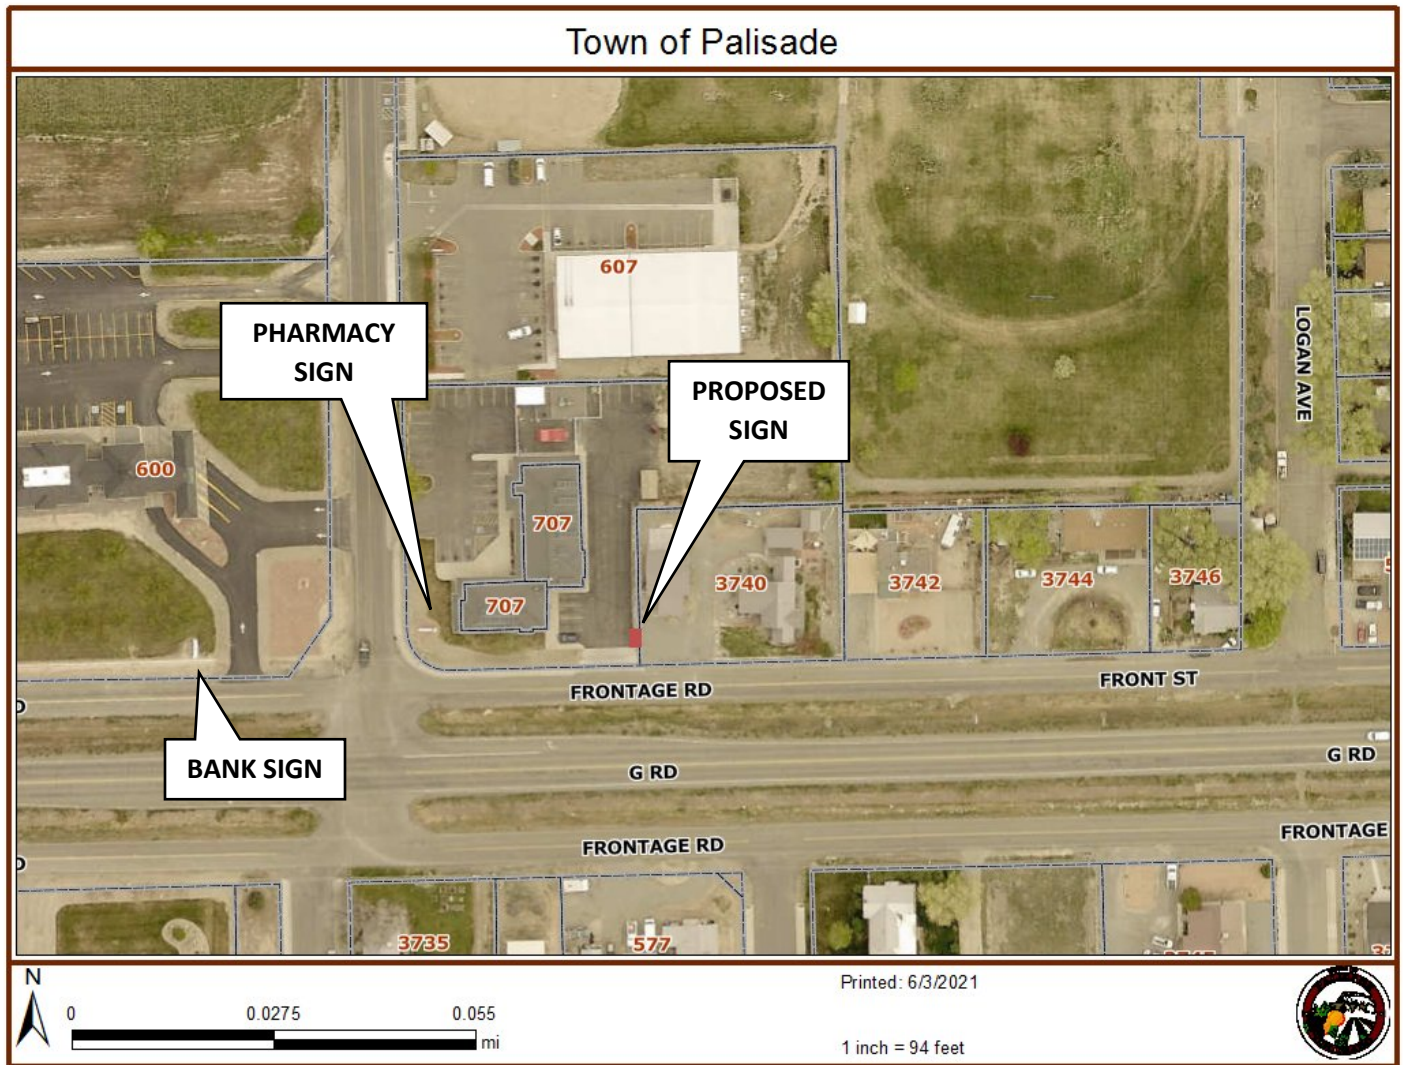 Town of Palisade
607
PHARMACY
SIGN
PROPOSED
SIGN
LOGAN AVE
600
707
707
3740
3742
3744
3746
FRONTAGE RD
FRONT ST
BANK SIGN
G RD
G RD
FRONTAGE RD
FRONTAGE
3735
577
N
0
0.0275
0.055
mi
Printed: 6/3/2021
1 inch = 94 feet